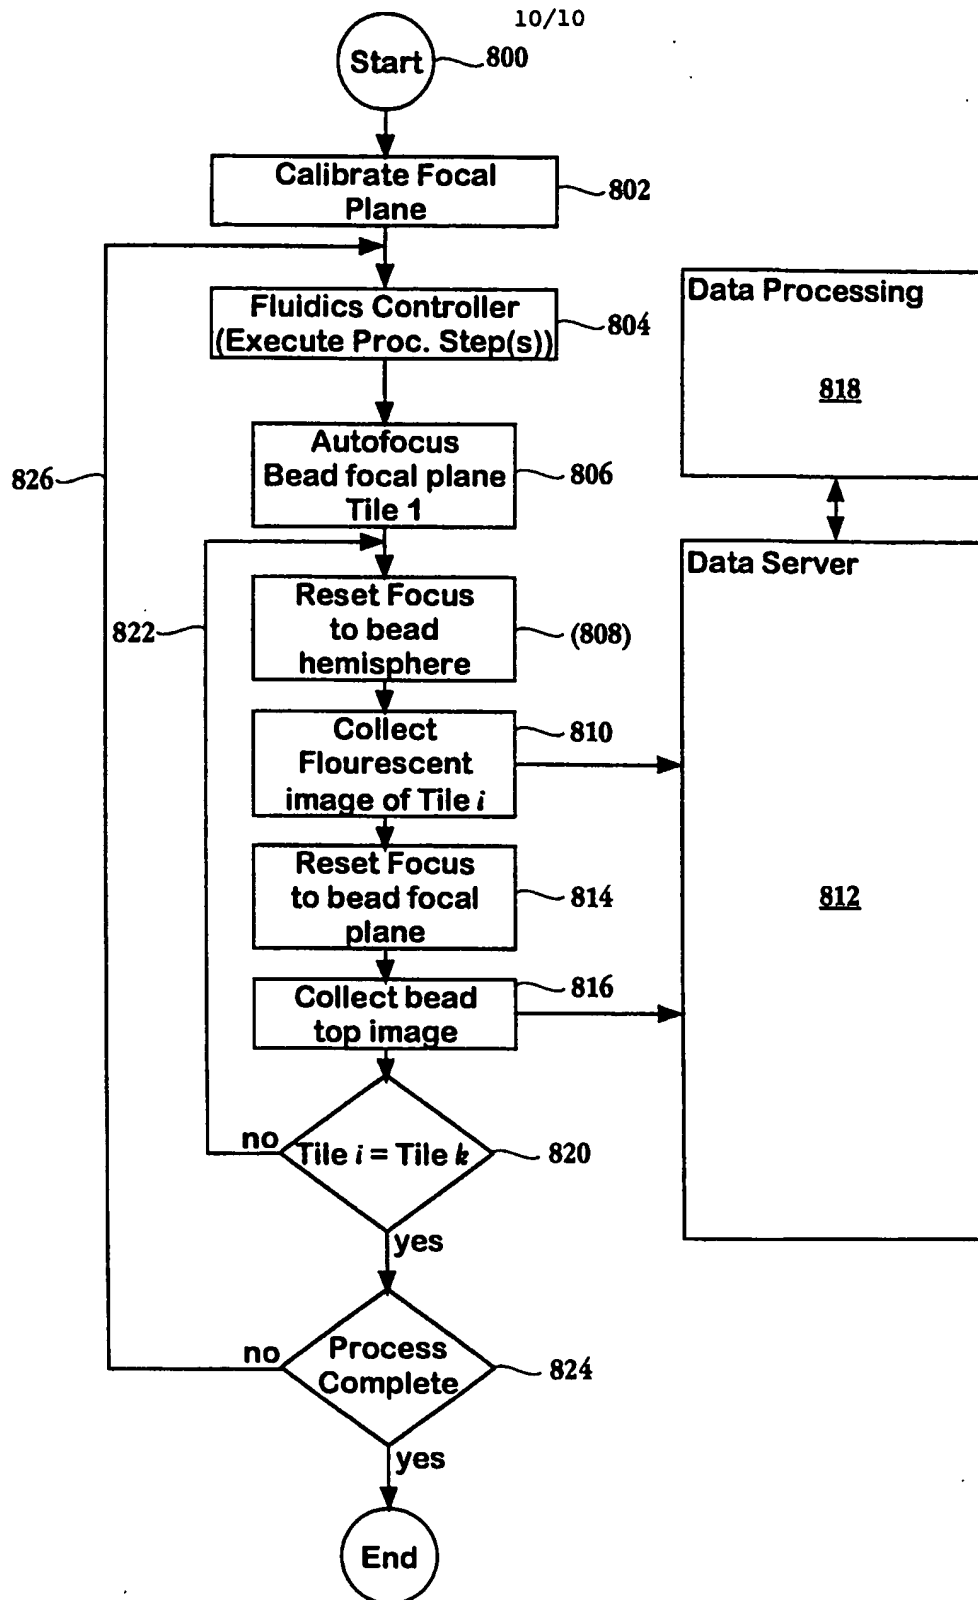 10/10
Start
800
Calibrate Focal
Plane
802
Fluidics Controller
(Execute Proc. Step(s))
804
Data Processing
818
Autofocus
Bead focal plane
Tile 1
806
826
Data Server
812
Reset Focus
to bead
hemisphere
(808)
822
Collect
Flourescent
image of Tile i
810
Reset Focus
to bead focal
plane
814
Collect bead
top image
816
Tile i = Tile k
820
no
yes
Process
Complete
824
no
yes
End